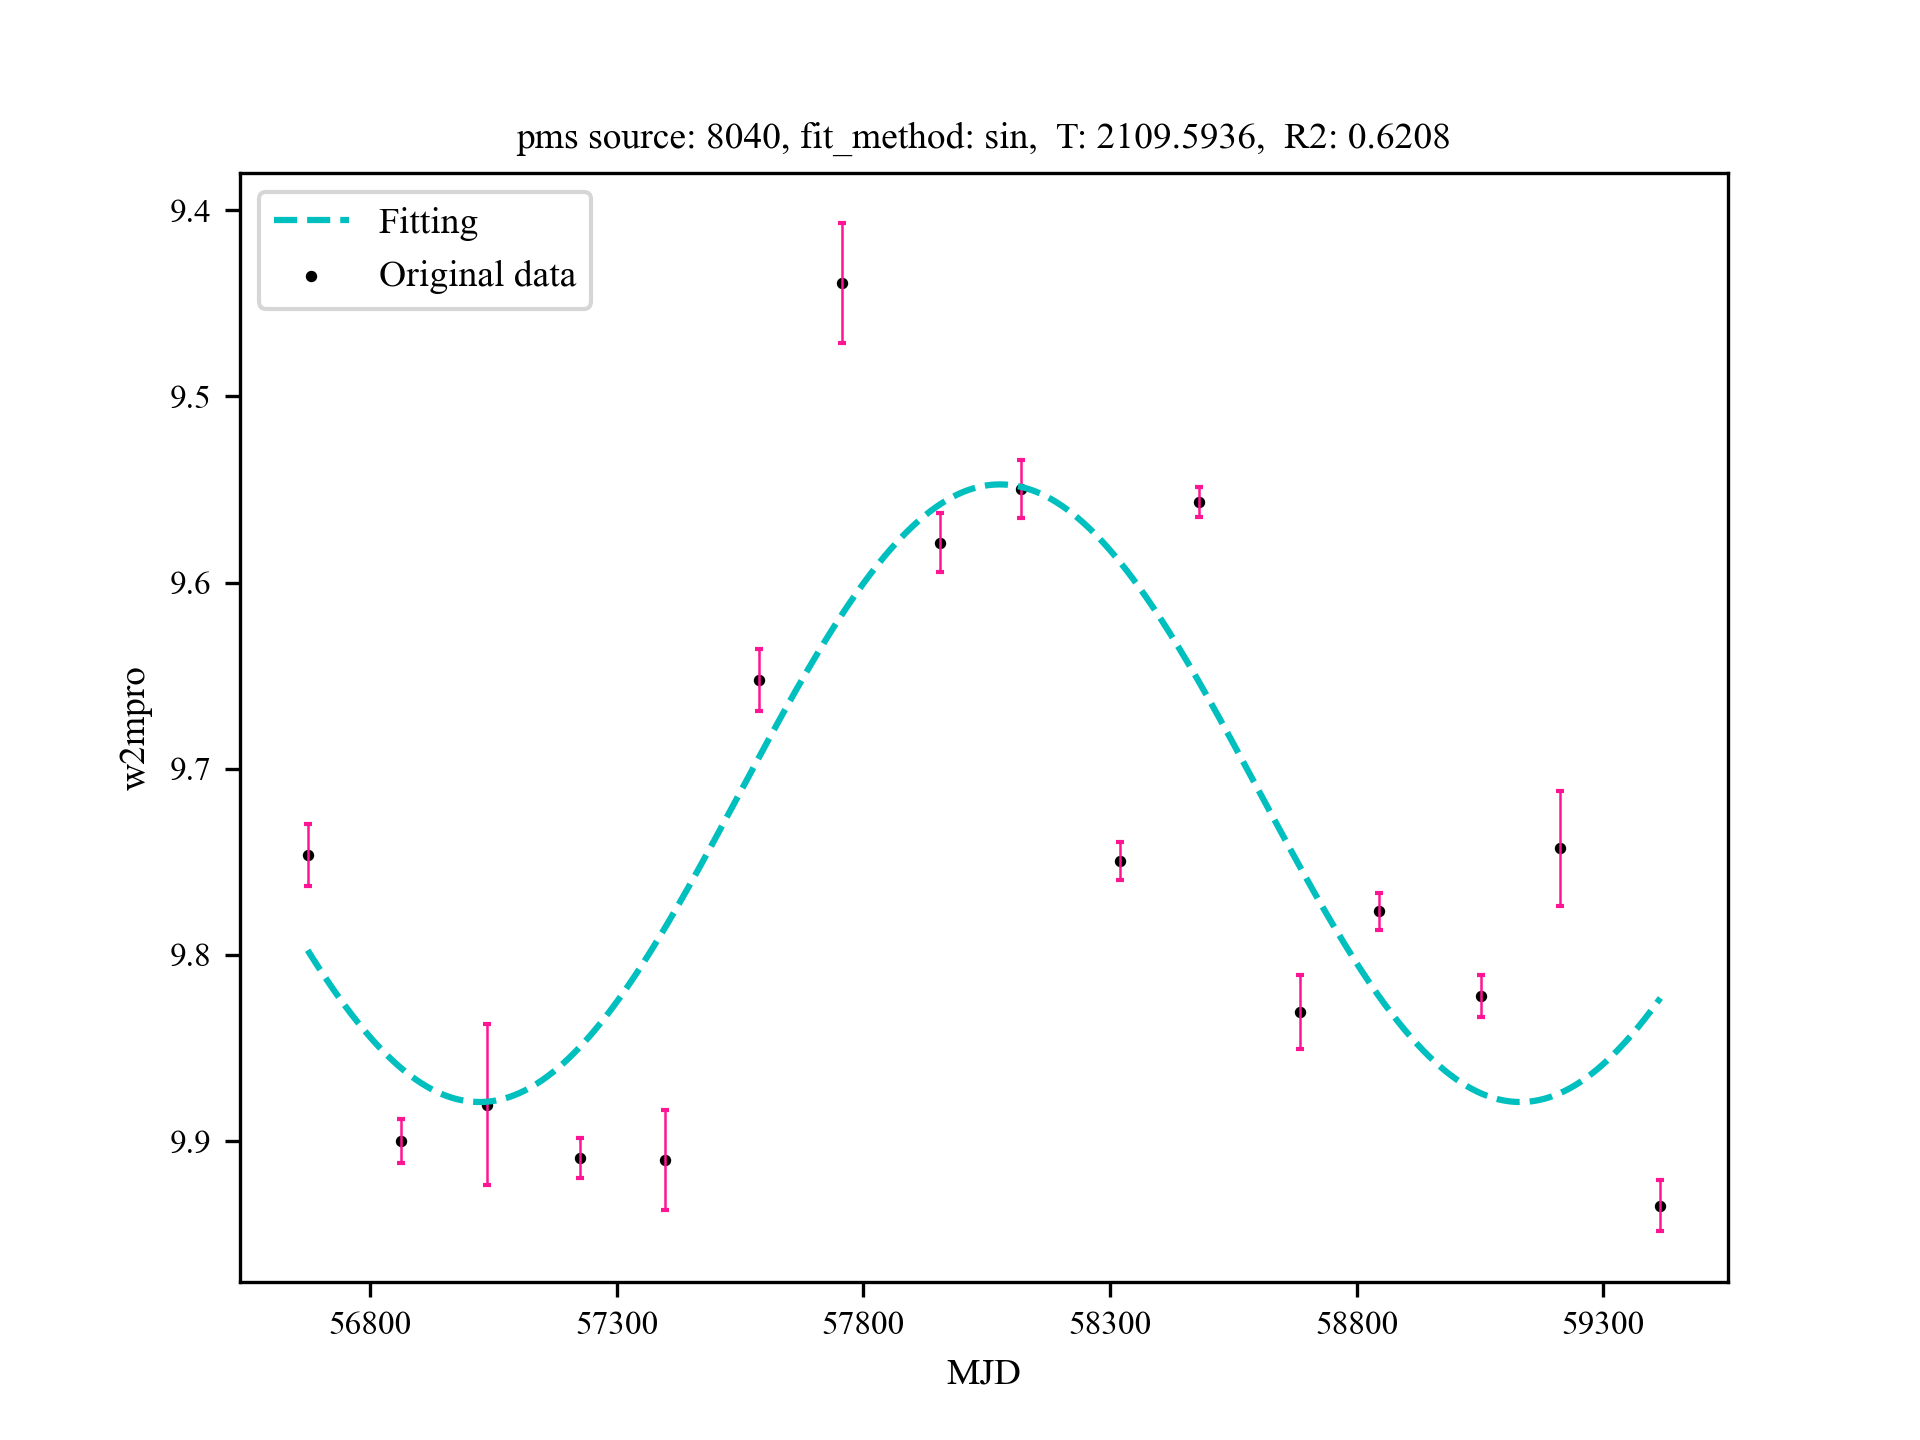 pms source: 8040, fit_method: sin,  T: 2109.5936,  R2: 0.6208
Fitting
Original data
9.4
9.5
9.6
9.7
9.8
9.9
w2mpro
56800 57300 57800 58300 58800 59300
MJD